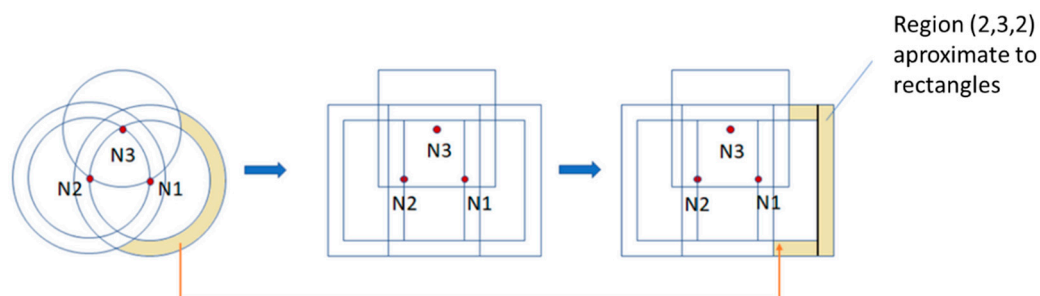 Region (2,3,2)
aproximate to
rectangles
N3
N2
N1
N3
N2
N1
N3
N2
N1